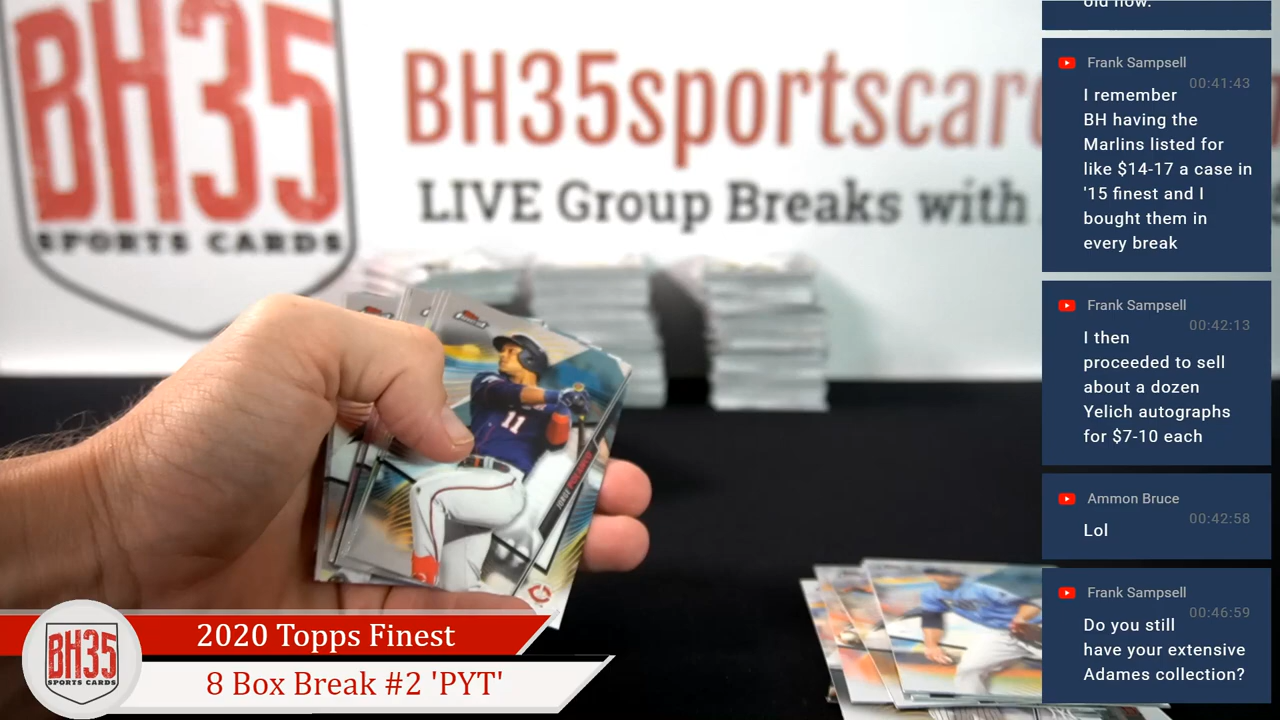 BH35
SPORTS CARDS
BH35sportscar
LIVE Group Breaks with
old now.
Frank Sampsell
00:41:43
I remember
BH having the
Marlins listed for
like $14-17 a case in
'15 finest and I
bought them in
every break
Frank Sampsell
00:42:13
I then
proceeded to sell
about a dozen
Yelich autographs
for $7-10 each
Ammon Bruce
00:42:58
Lol
Frank Sampsell
00:46:59
Do you still
have your extensive
Adames collection?
11
JORGE POLANCO
BH35
SPORTS CARDS
2020 Topps Finest
8 Box Break #2 'PYT'